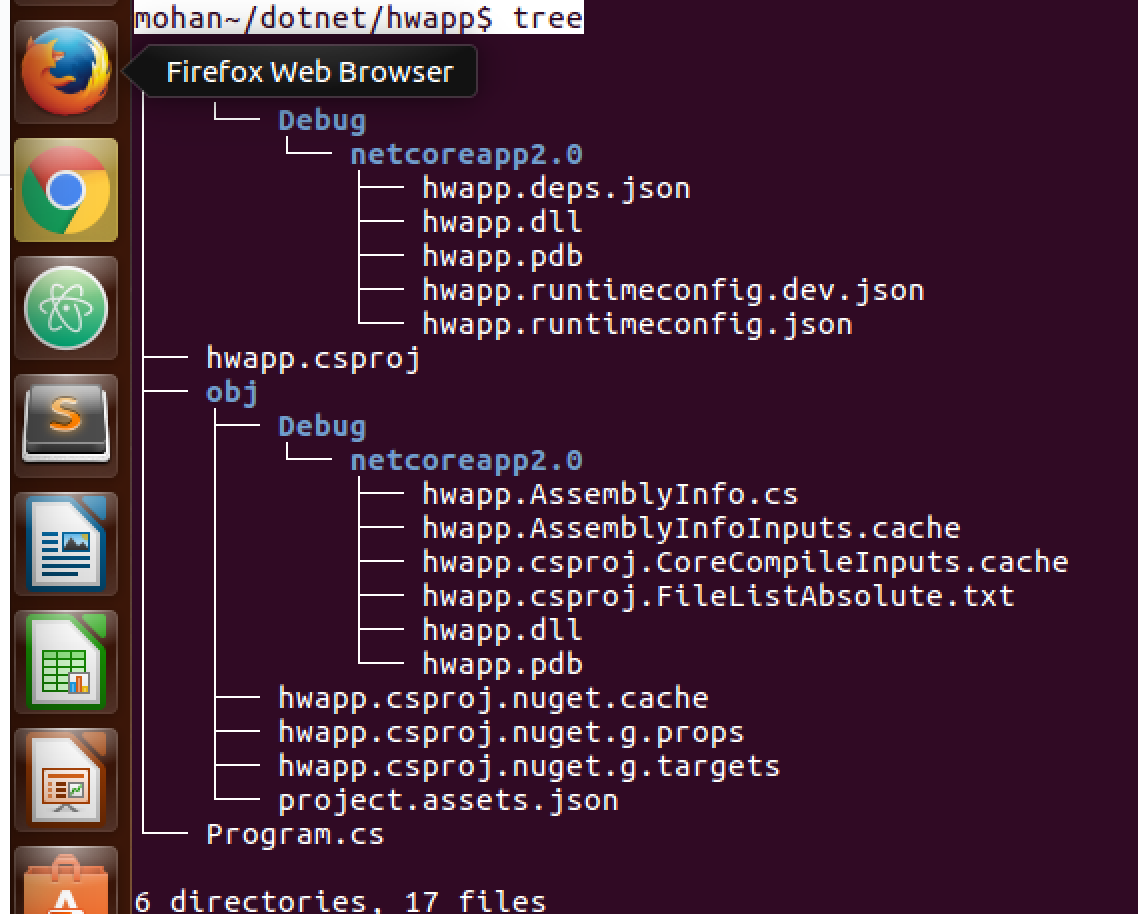 mohan~/dotnet/hwapp$ tree
Firefox Web Browser
└── Debug
└── netcoreapp2.0
├── hwapp.deps.json
├── hwapp.dll
├── hwapp.pdb
├── hwapp.runtimeconfig.dev.json
└── hwapp.runtimeconfig.json
├── hwapp.csproj
├── obj
├── Debug
└── netcoreapp2.0
├── hwapp.AssemblyInfo.cs
├── hwapp.AssemblyInfoInputs.cache
├── hwapp.csproj.CoreCompileInputs.cache
├── hwapp.csproj.FileListAbsolute.txt
├── hwapp.dll
└── hwapp.pdb
├── hwapp.csproj.nuget.cache
├── hwapp.csproj.nuget.g.props
├── hwapp.csproj.nuget.g.targets
└── project.assets.json
└── Program.cs
6 directories, 17 files